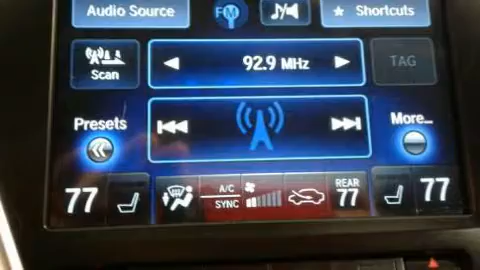 Audio Source
FM
Shortcuts
Scan
92.9 MHz
TAG
Presets
More...
77
A/C
SYNC
REAR
77
77